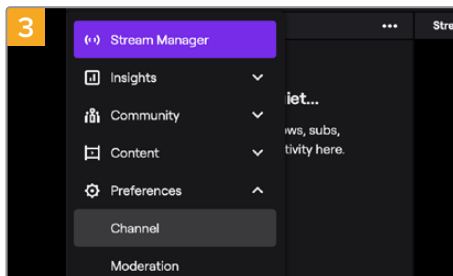 3
Stream Manager
Insights
Community
Content
Preferences
Channel
Moderation
Stre
iet...
ows, subs,
tivity here.